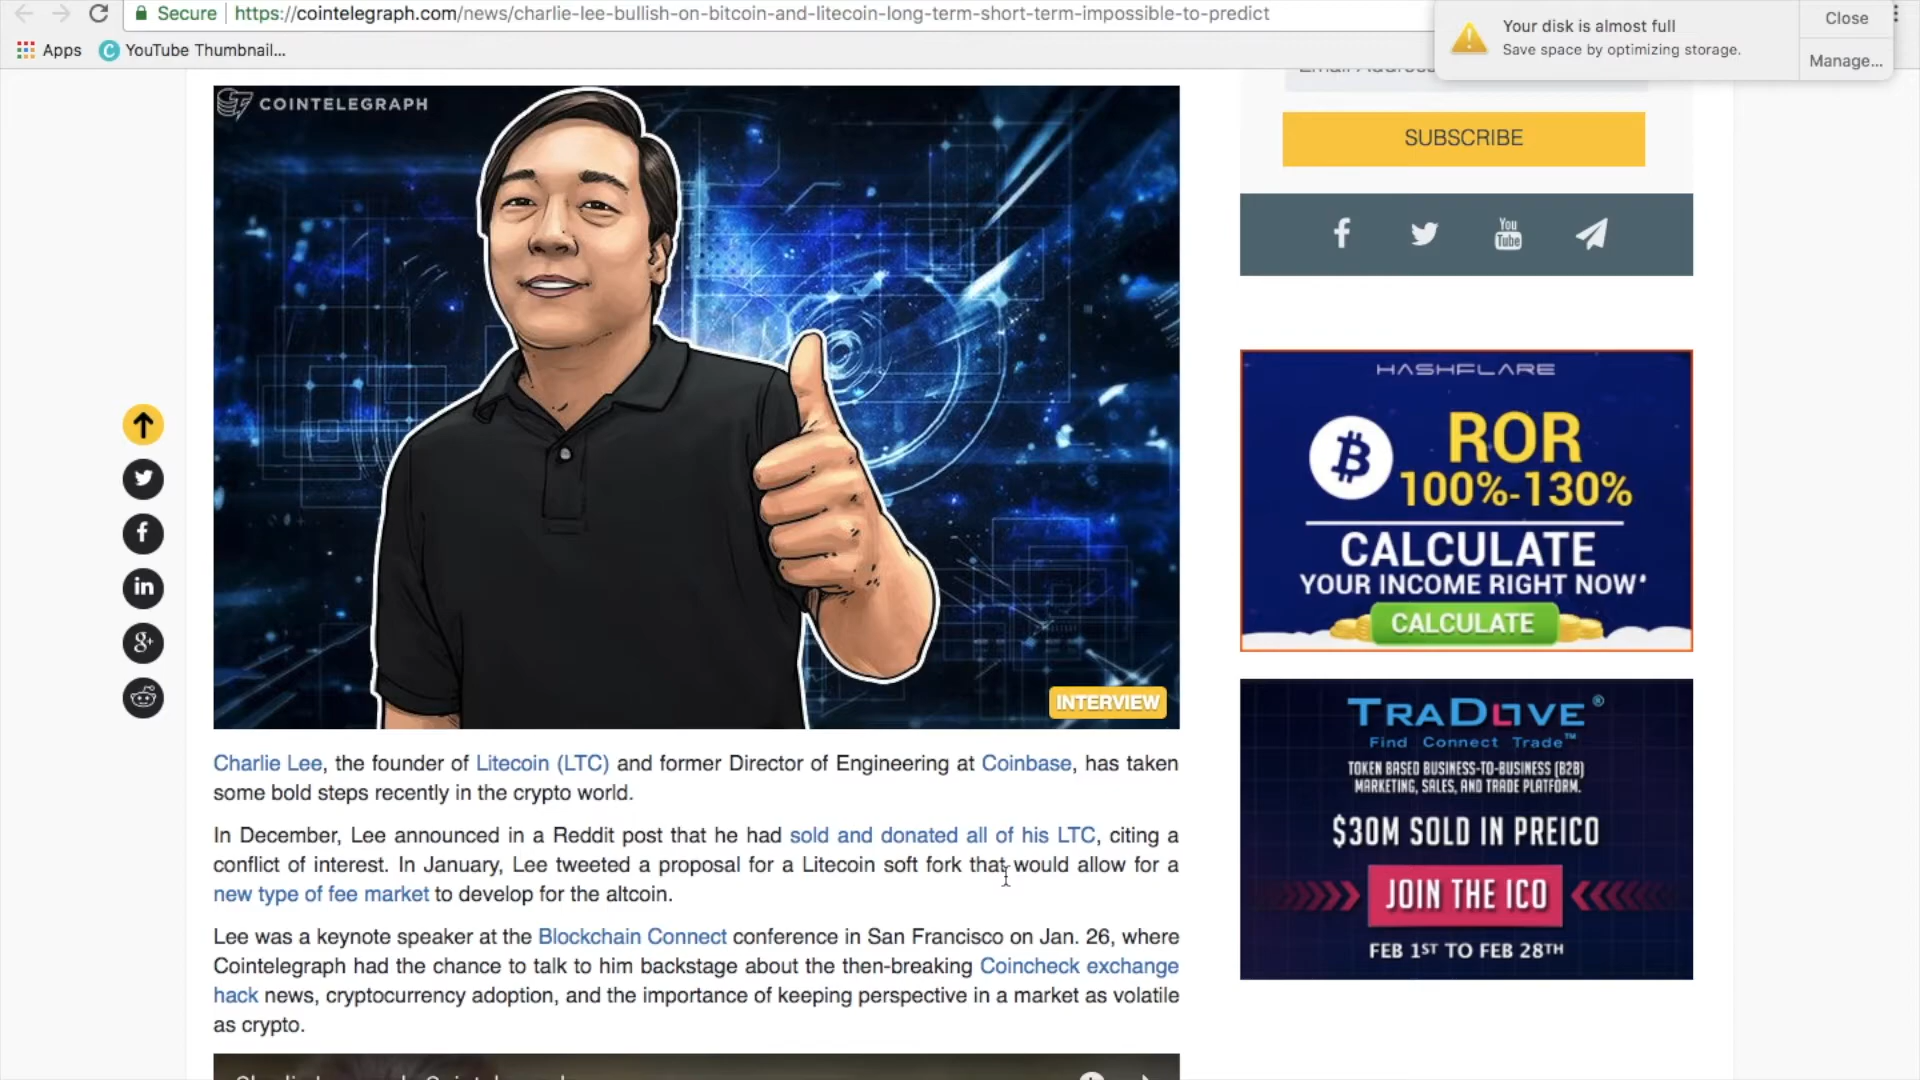 Secure
https://cointelegraph.com/news/charlie-lee-bullish-on-bitcoin-and-litecoin-long-term-short-term-impossible-to-predict
Your disk is almost full
Save space by optimizing storage.
Close
Manage...
Apps
YouTube Thumbnail...
COINTELEGRAPH
INTERVIEW
SUBSCRIBE
You
Tube
HASHFLARE
ROR
100%-130%
CALCULATE
YOUR INCOME RIGHT NOW*
CALCULATE
TRADOVE®
Find Connect Trade™
TOKEN BASED BUSINESS-TO-BUSINESS (B2B)
MARKETING, SALES, AND TRADE PLATFORM.
$30M SOLD IN PREICO
JOIN THE ICO
FEB 1ST TO FEB 28TH
Charlie Lee, the founder of Litecoin (LTC) and former Director of Engineering at Coinbase, has taken
some bold steps recently in the crypto world.
In December, Lee announced in a Reddit post that he had sold and donated all of his LTC, citing a
conflict of interest. In January, Lee tweeted a proposal for a Litecoin soft fork that would allow for a
new type of fee market to develop for the altcoin.
Lee was a keynote speaker at the Blockchain Connect conference in San Francisco on Jan. 26, where
Cointelegraph had the chance to talk to him backstage about the then-breaking Coincheck exchange
hack news, cryptocurrency adoption, and the importance of keeping perspective in a market as volatile
as crypto.